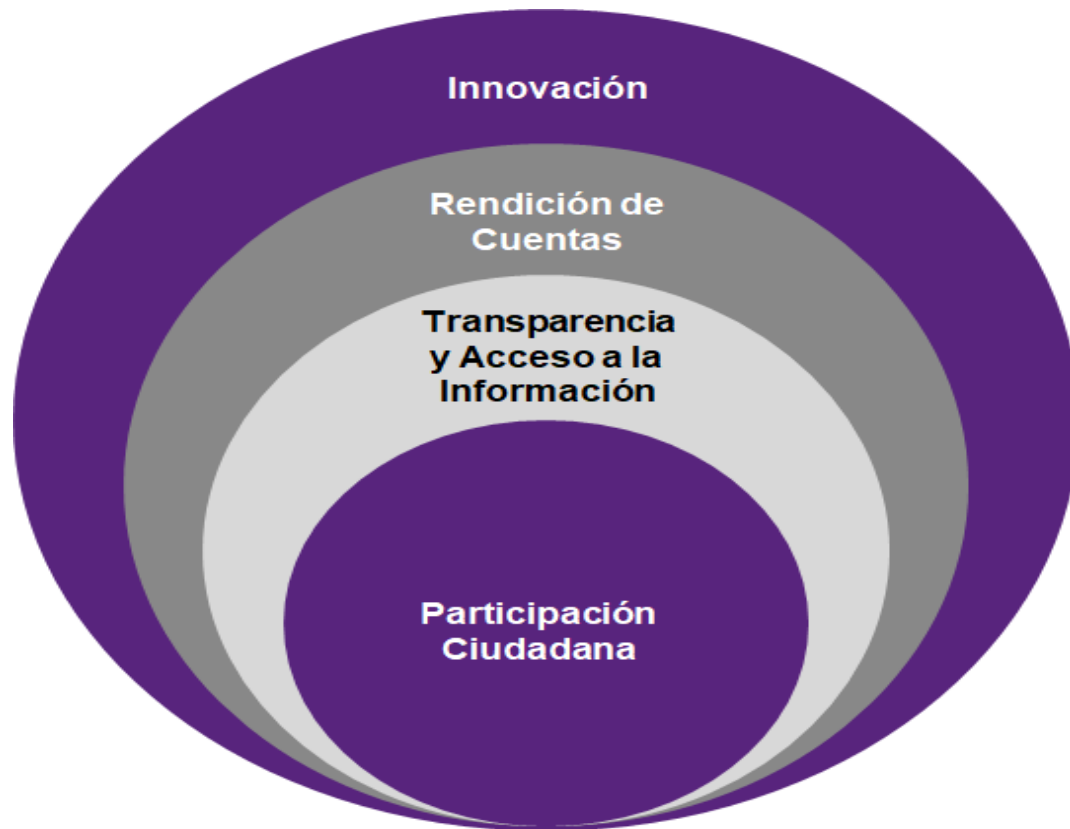 Innovación
Rendición de
Cuentas
Transparencia
y Acceso a la
Información
Participación
Ciudadana